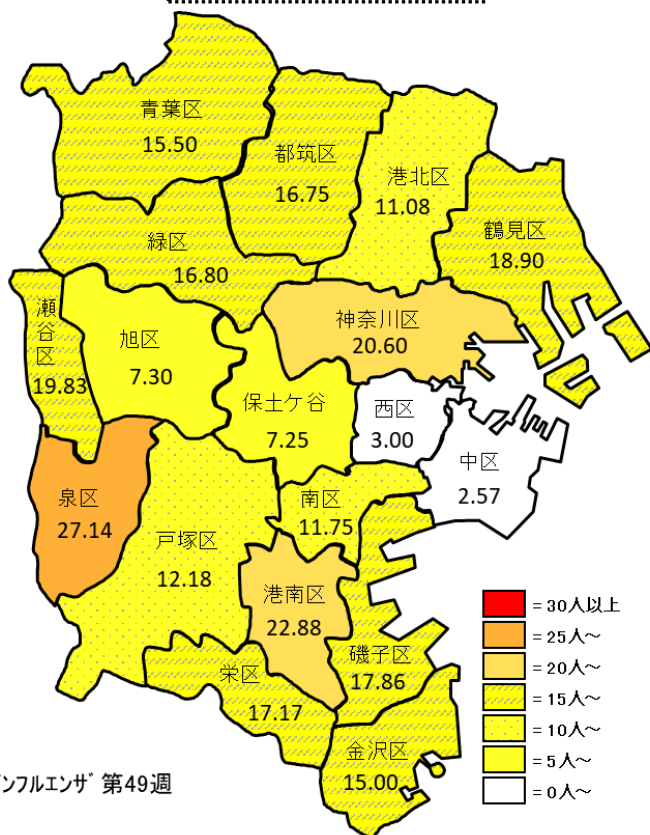 青葉区
15.50
都筑区
16.75
港北区
11.08
鶴見区
18.90
緑区
16.80
瀬谷区
19.83
旭区
7.30
神奈川区
20.60
保土ケ谷
7.25
西区
3.00
中区
2.57
泉区
27.14
戸塚区
12.18
南区
11.75
港南区
22.88
磯子区
17.86
栄区
17.17
金沢区
15.00
= 30人以上
= 25人～
= 20人～
= 15人～
= 10人～
= 5人～
= 0人～
ンフルエンザ 第49週